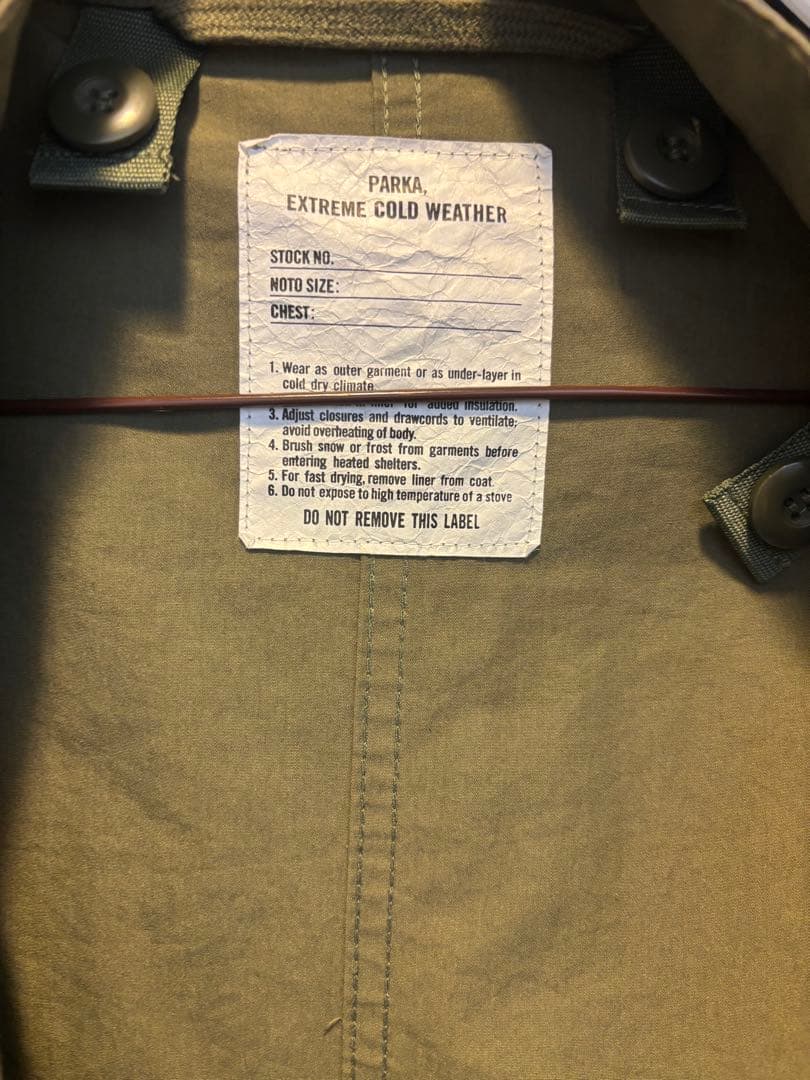 PARKA,
EXTREME COLD WEATHER
STOCK NO.
NOTO SIZE:
CHEST:
1. Wear as outer garment or as under-layer in
cold dry climate
for added insulation.
3. Adjust closures and drawcords to ventilate;
avoid overheating of body.
4. Brush snow or frost from garments before
entering heated shelters.
5. For fast drying, remove liner from coat.
6. Do not expose to high temperature of a stove
DO NOT REMOVE THIS LABEL